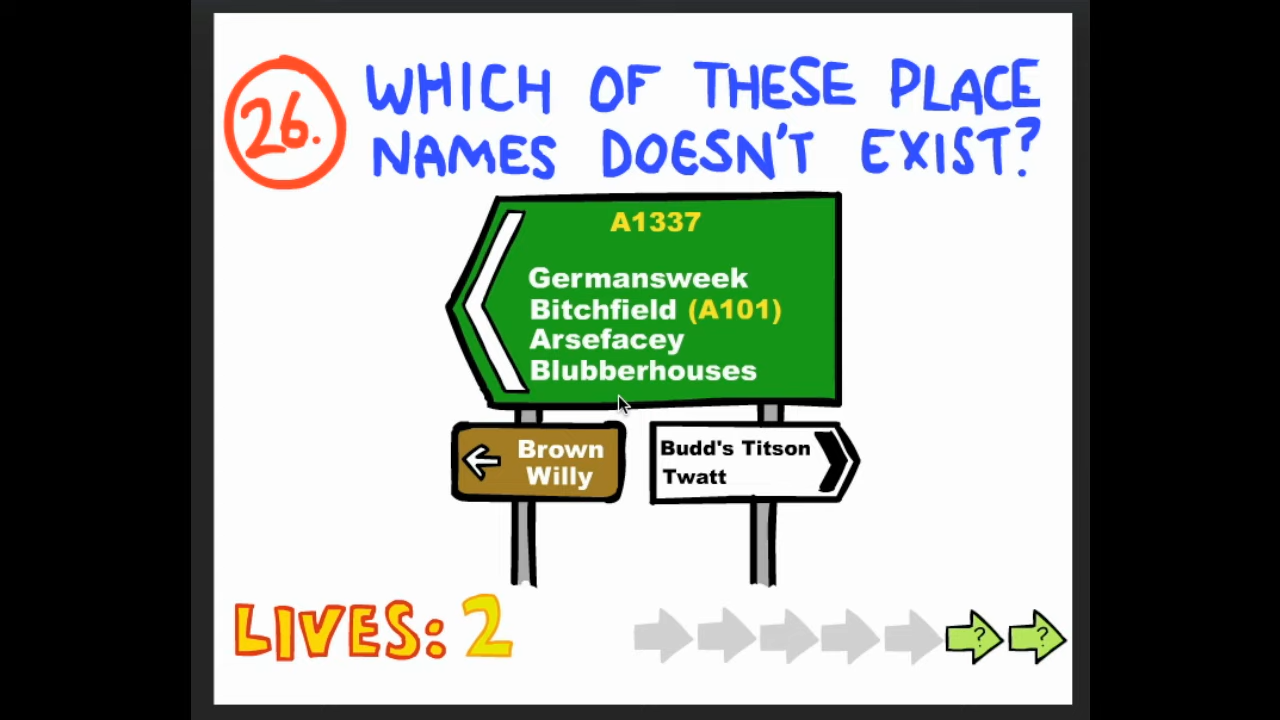 26.
WHICH OF THESE PLACE
NAMES DOESN'T EXIST?
A1337
Germansweek
Bitchfield (A101)
Arsefacey
Blubberhouses
Brown
Willy
Budd's Titson
Twatt
LIVES: 2
? ?